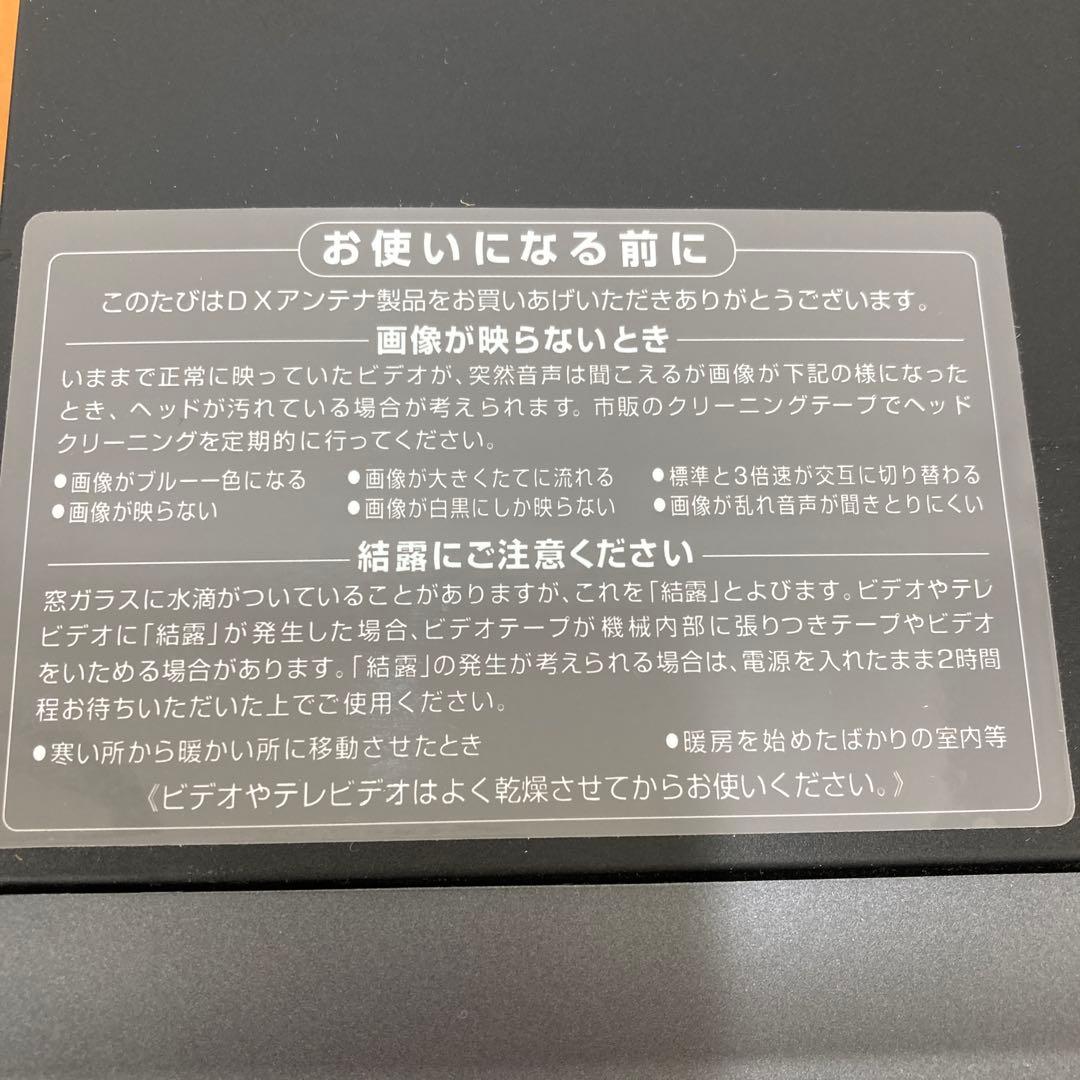 お使いになる前に
このたびはDXアンテナ製品をお買いあげいただきありがとうございます。
画像が映らないとき
いままで正常に映っていたビデオが、突然音声は聞こえるが画像が下記の様になった
とき、ヘッドが汚れている場合が考えられます。市販のクリーニングテープでヘッド
クリーニングを定期的に行ってください。
●画像がブルー一色になる ●画像が大きくたてに流れる ●標準と3倍速が交互に切り替わる
●画像が映らない ●画像が白黒にしか映らない ●画像が乱れ音声が聞きとりにくい
結露にご注意ください
窓ガラスに水滴がついていることがありますが、これを「結露」とよびます。ビデオやテレ
ビデオに「結露」が発生した場合、ビデオテープが機械内部に張りつきテープやビデオ
をいためる場合があります。「結露」の発生が考えられる場合は、電源を入れたまま2時間
程お待ちいただいた上でご使用ください。
●寒い所から暖かい所に移動させたとき ●暖房を始めたばかりの室内等
《ビデオやテレビデオはよく乾燥させてからお使いください。》